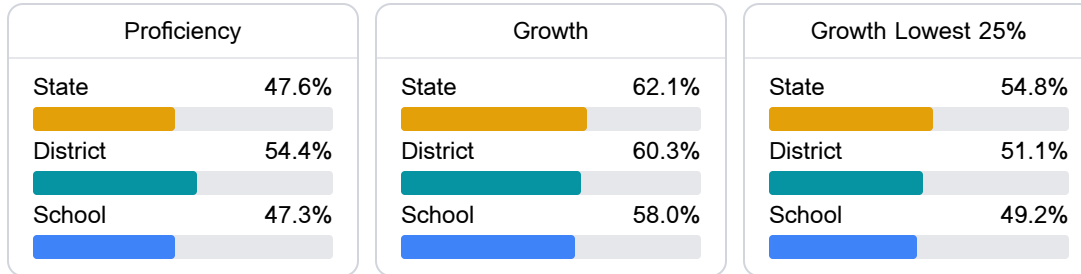 Proficiency
State 47.6%
District 54.4%
School 47.3%
Growth
State 62.1%
District 60.3%
School 58.0%
Growth Lowest 25%
State 54.8%
District 51.1%
School 49.2%